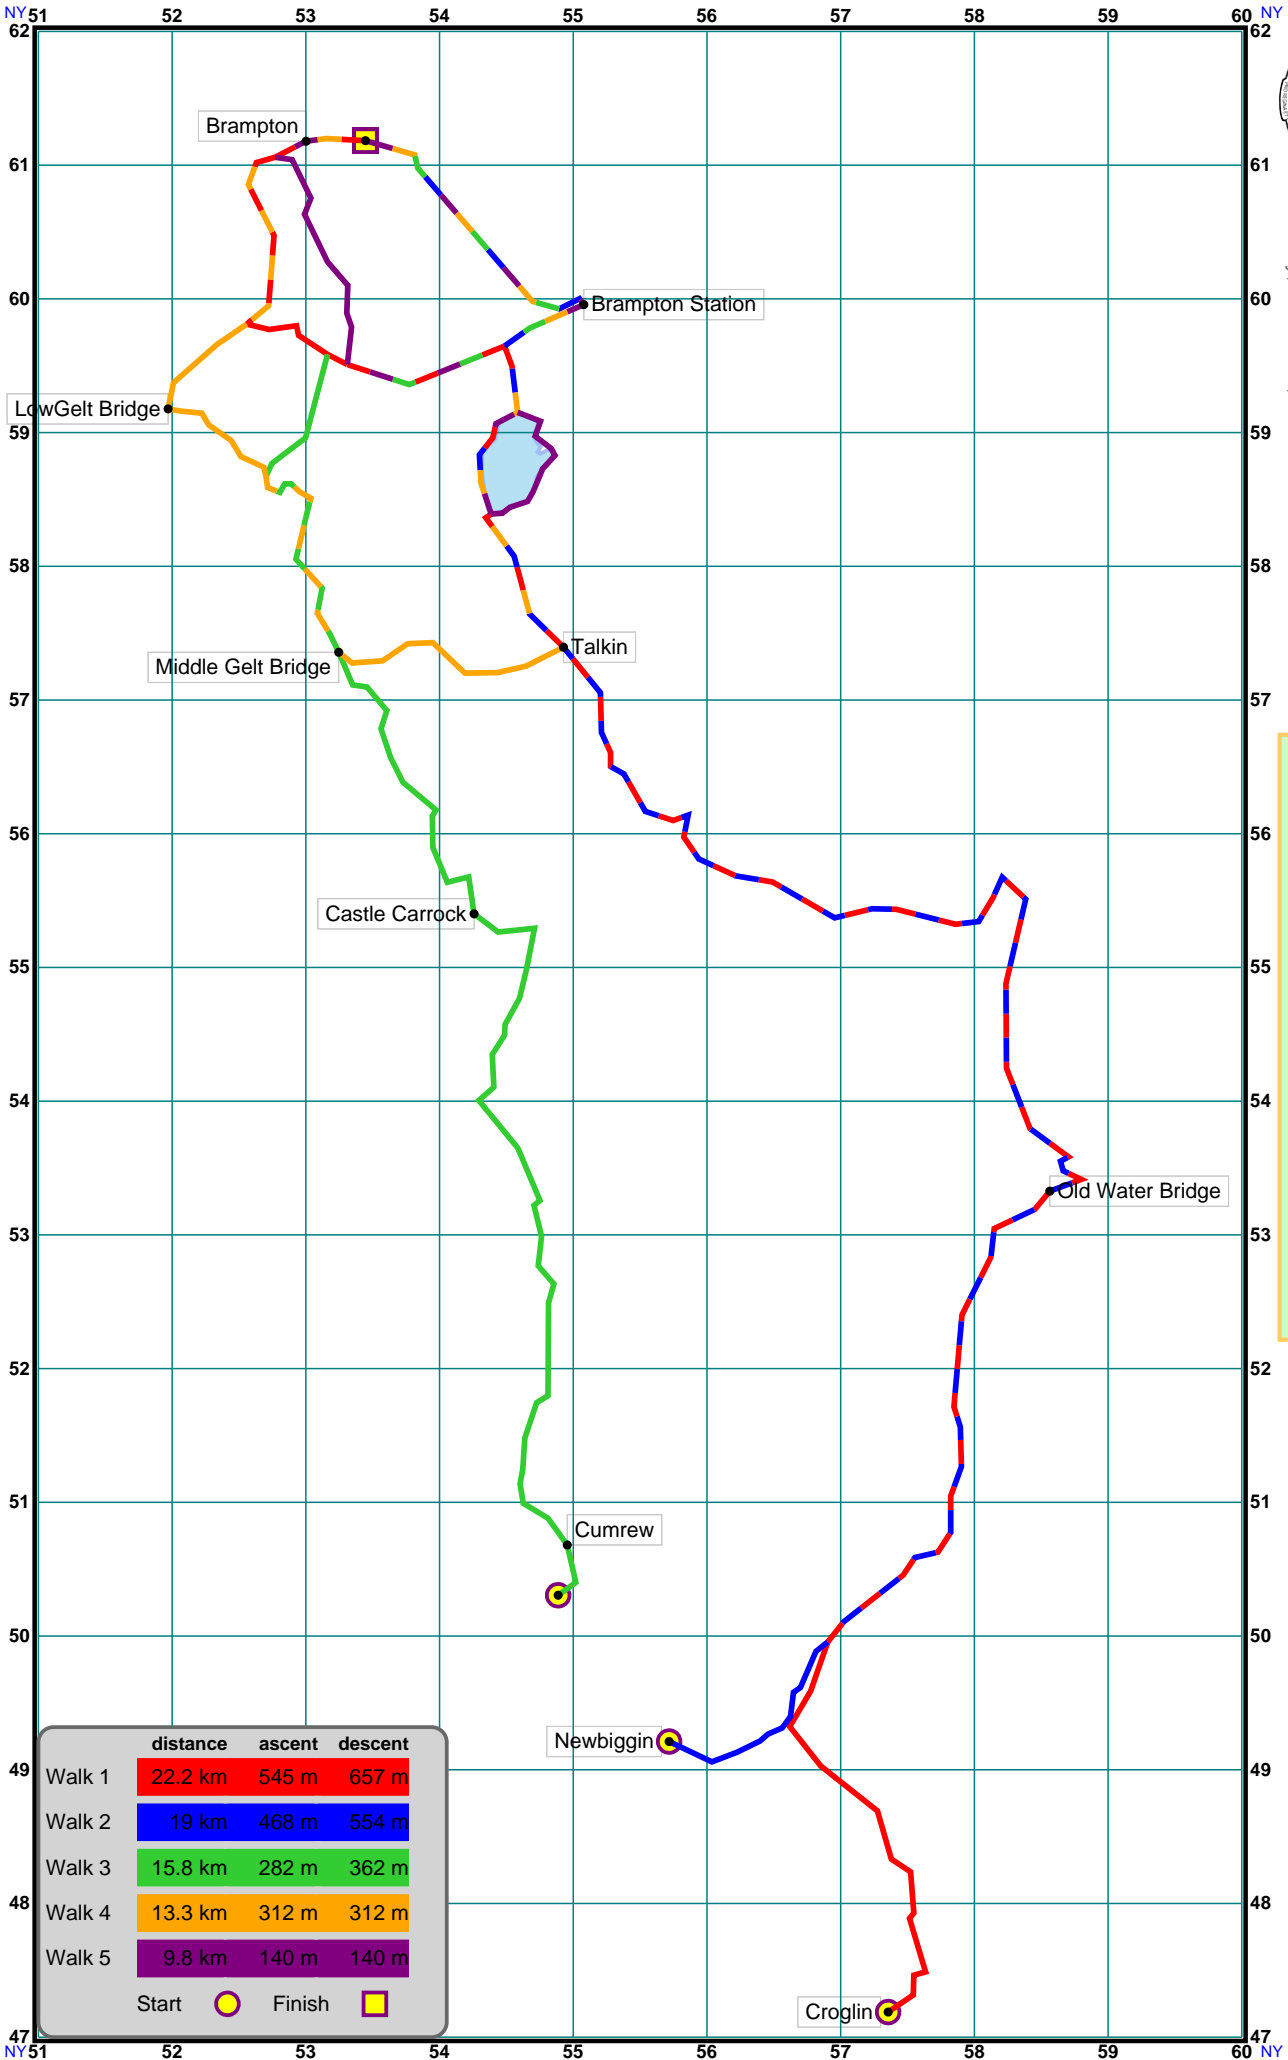 NY 51 52 53 54 55 56 57 58 59 60 NY
62 62
Brampton
61 61
60 Brampton Station 60
LowGelt Bridge
59 59
58 58
Talkin
Middle Gelt Bridge
57 57
56 56
Castle Carrock
55 55
54 54
Old Water Bridge
53 53
52 52
51 51
Cumrew
50 50
Newbiggin
49 49
distance ascent descent
Walk 1 22.2 km 545 m 657 m
Walk 2 19 km 468 m 554 m
Walk 3 15.8 km 282 m 362 m
48 48
Walk 4 13.3 km 312 m 312 m
Walk 5 9.8 km 140 m 140 m
Start Finish
Croglin
47 47
NY 51 52 53 54 55 56 57 58 59 60 NY